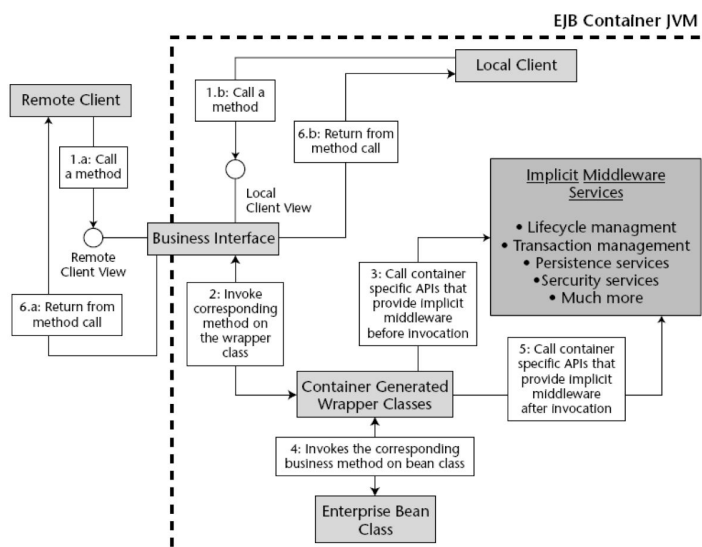 EJB Container JVM
Local Client
Remote Client
1.b: Call a
method
6.b: Return from
method call
1.a: Call
a method
Implicit Middleware
Services
• Lifecycle managment
• Transaction management
• Persistence services
•Sercurity services
• Much more
Local
Client View
Business Interface
Remote
Client View
3: Call container
specific APIs that
provide implicit
middleware
before invocation
2: Invoke
corresponding
method on
the wrapper
class
6.a: Return from
method call
5: Call container
specific APIs that
provide implicit
middleware
after invocation
Container Generated
Wrapper Classes
4: Invokes the corresponding
business method on bean class
Enterprise Bean
Class